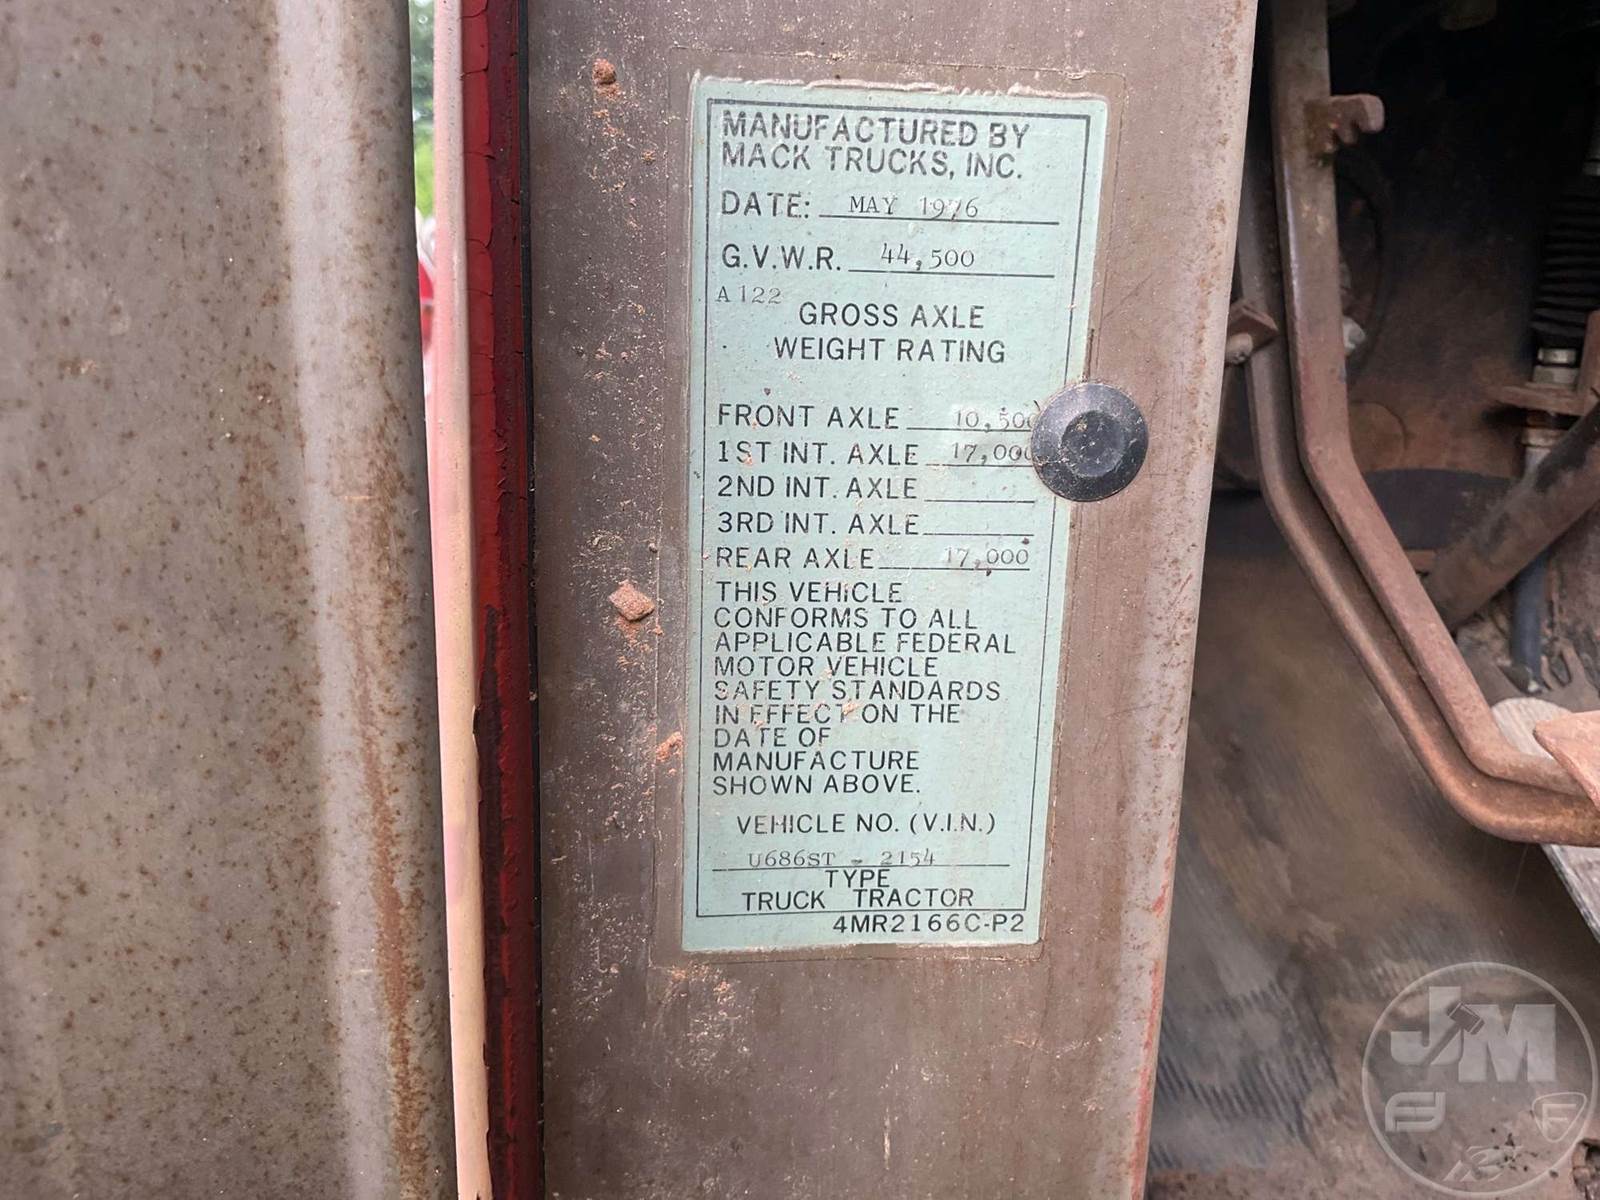 MANUFACTURED BY
MACK TRUCKS, INC.
DATE: MAY 1976
G.V.W.R. 44,500
A122
GROSS AXLE
WEIGHT RATING
FRONT AXLE 10,500
1ST INT. AXLE 17,000
2ND INT. AXLE
3RD INT. AXLE
REAR AXLE 17,000
THIS VEHICLE
CONFORMS TO ALL
APPLICABLE FEDERAL
MOTOR VEHICLE
SAFETY STANDARDS
IN EFFECT ON THE
DATE OF
MANUFACTURE
SHOWN ABOVE.
VEHICLE NO. (V.I.N.)
U686ST - 2154
TYPE
TRUCK TRACTOR
4MR2166C-P2
JM